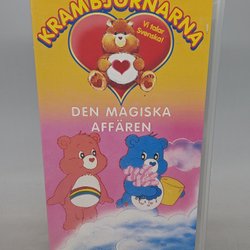 KRAMBJÖRNARNA
Vi talar
Svenska!
DEN MAGISKA
AFFÄREN